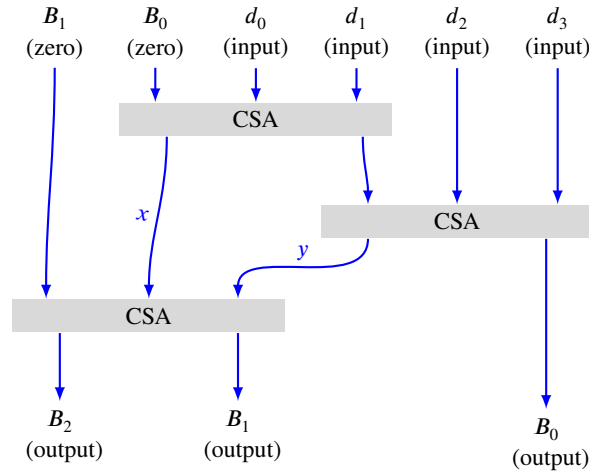 B₁ B₀ d₀ d₁ d₂ d₃
(zero) (zero) (input) (input) (input) (input)
CSA
x
CSA
y
CSA
B₂ B₁ B₀
(output) (output) (output)